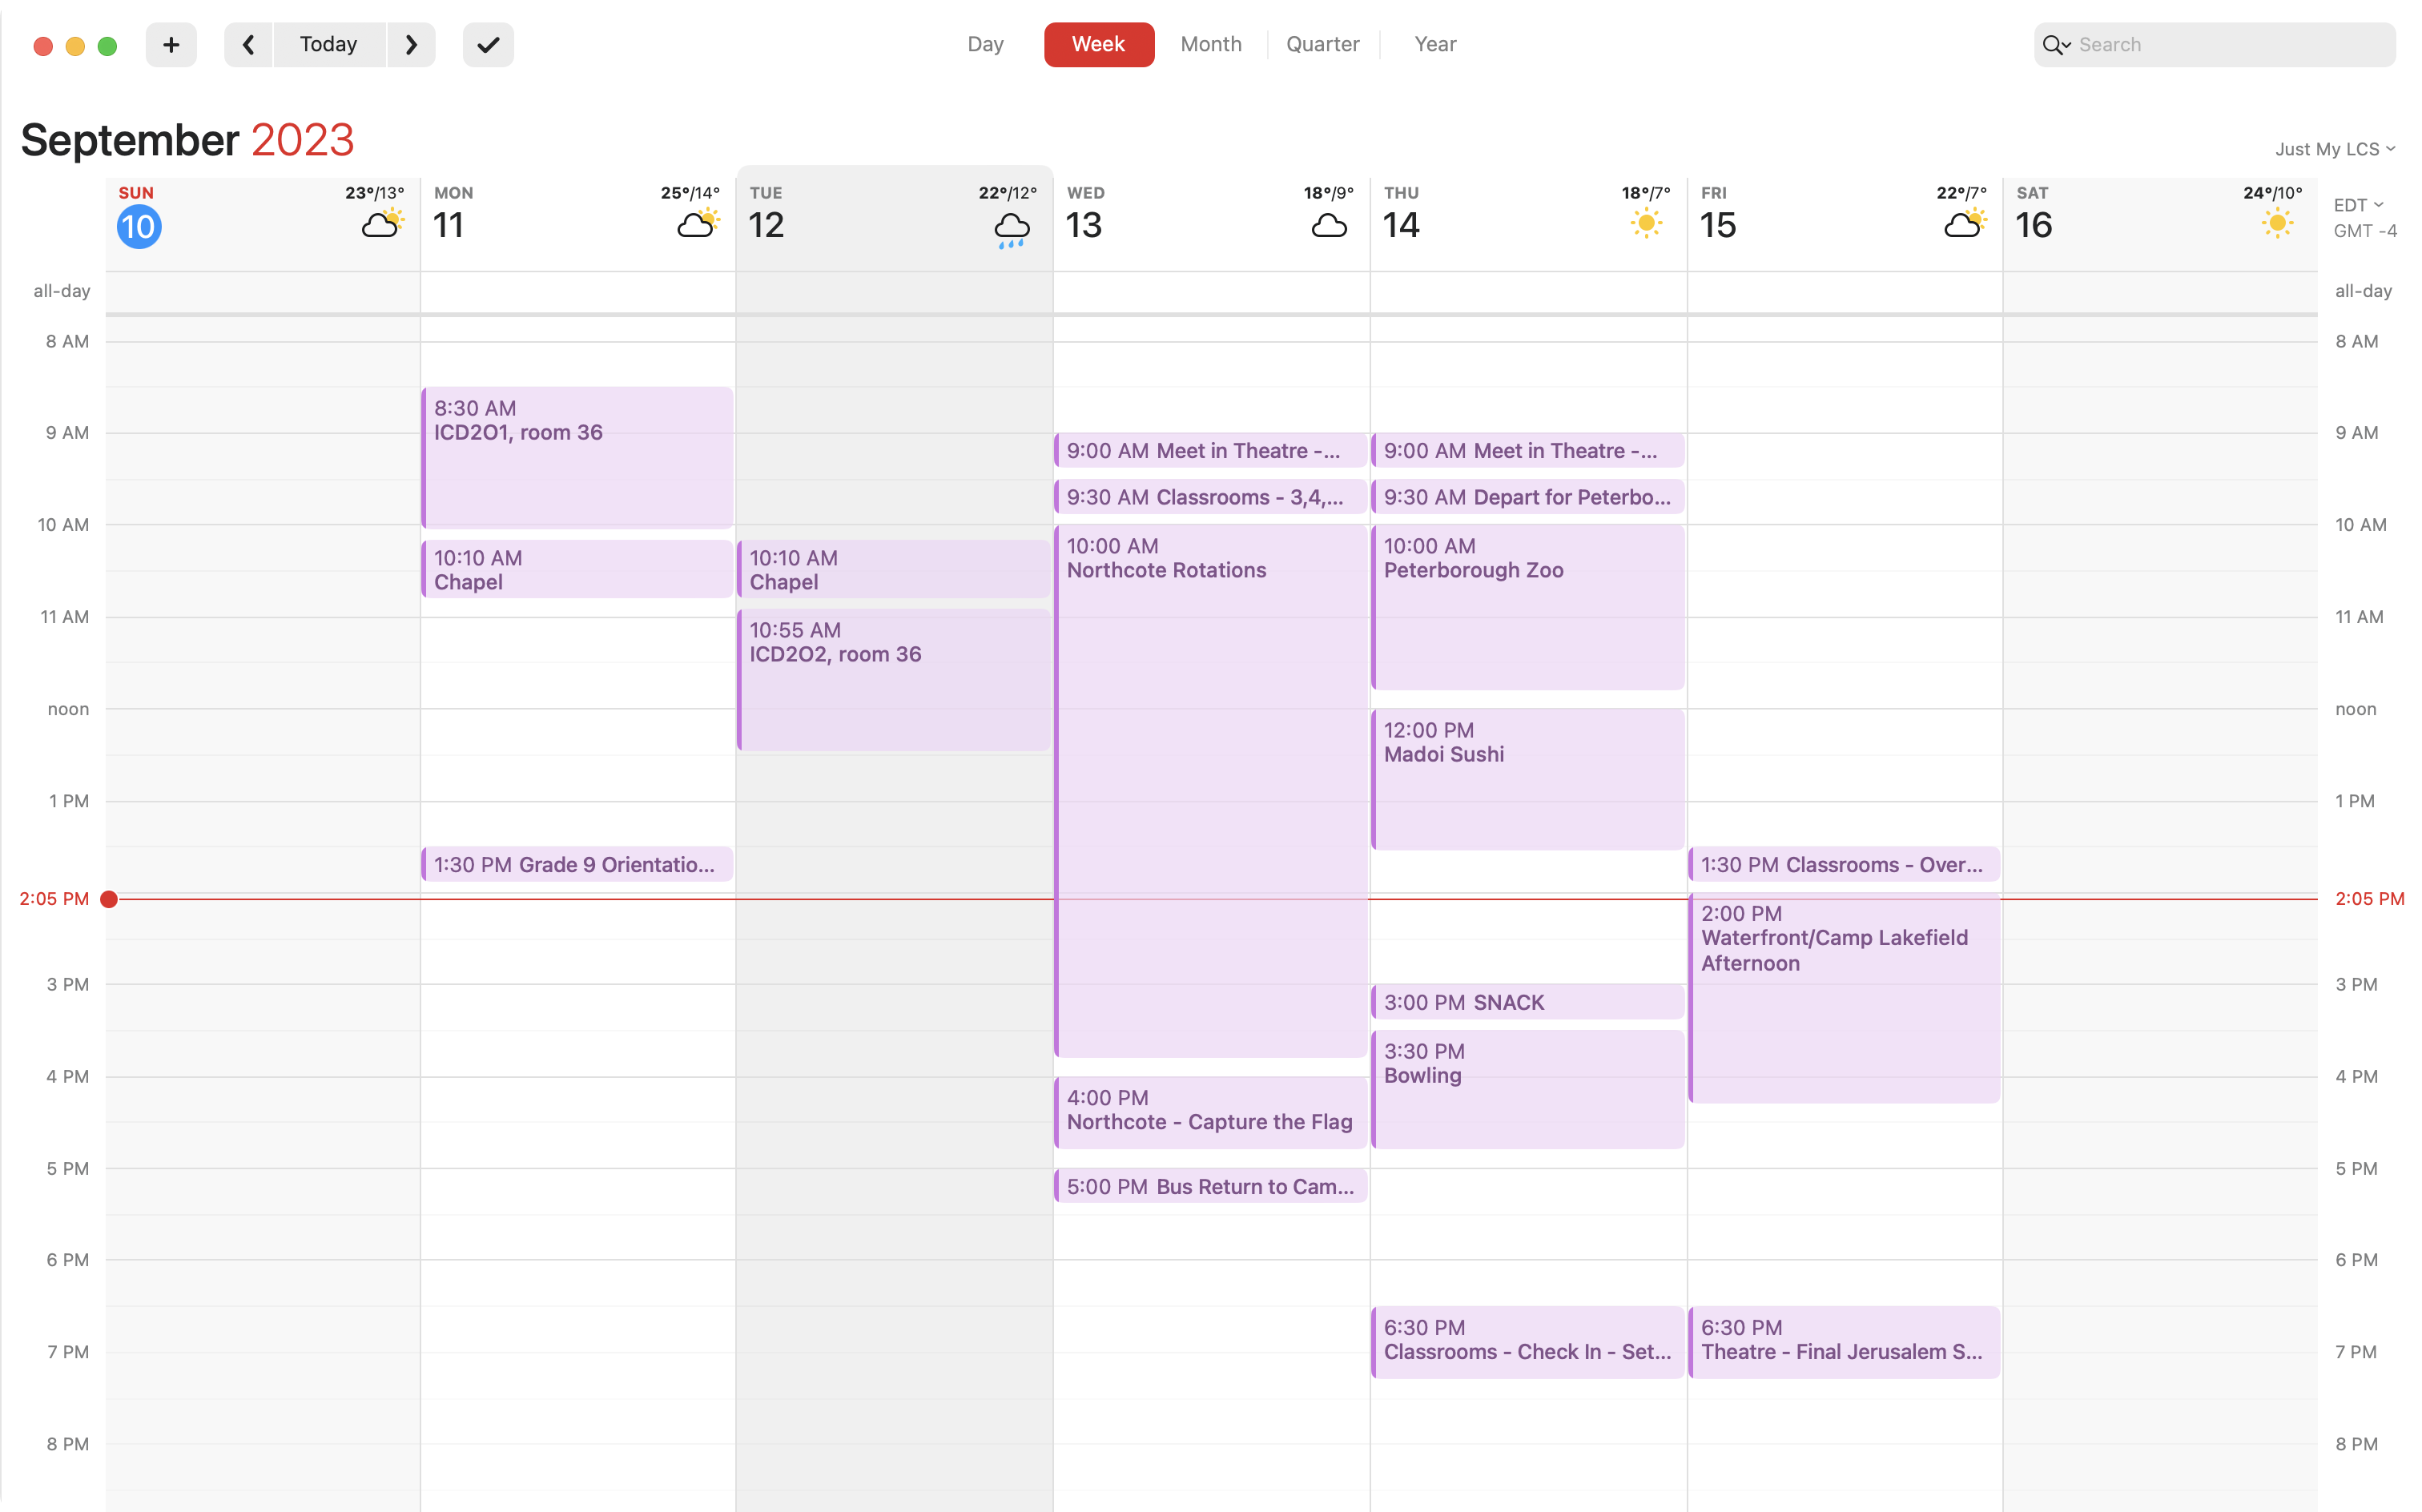 Today
Day
Week
Month
Quarter
Year
Search
September 2023
Just My LCS
SUN
10
23°/13°
MON
11
25°/14°
TUE
12
22°/12°
WED
13
18°/9°
THU
14
18°/7°
FRI
15
22°/7°
SAT
16
24°/10°
EDT
GMT -4
all-day
8 AM
9 AM
10 AM
11 AM
noon
1 PM
2:05 PM
3 PM
4 PM
5 PM
6 PM
7 PM
8 PM
8:30 AM
ICD2O1, room 36
10:10 AM
Chapel
1:30 PM Grade 9 Orientatio...
10:10 AM
Chapel
10:55 AM
ICD2O2, room 36
9:00 AM Meet in Theatre -...
9:30 AM Classrooms - 3,4,...
10:00 AM
Northcote Rotations
4:00 PM
Northcote - Capture the Flag
5:00 PM Bus Return to Cam...
9:00 AM Meet in Theatre -...
9:30 AM Depart for Peterbo...
10:00 AM
Peterborough Zoo
12:00 PM
Madoi Sushi
3:00 PM SNACK
3:30 PM
Bowling
6:30 PM
Classrooms - Check In - Set...
1:30 PM Classrooms - Over...
2:00 PM
Waterfront/Camp Lakefield
Afternoon
6:30 PM
Theatre - Final Jerusalem S...
all-day
8 AM
9 AM
10 AM
11 AM
noon
1 PM
2:05 PM
3 PM
4 PM
5 PM
6 PM
7 PM
8 PM